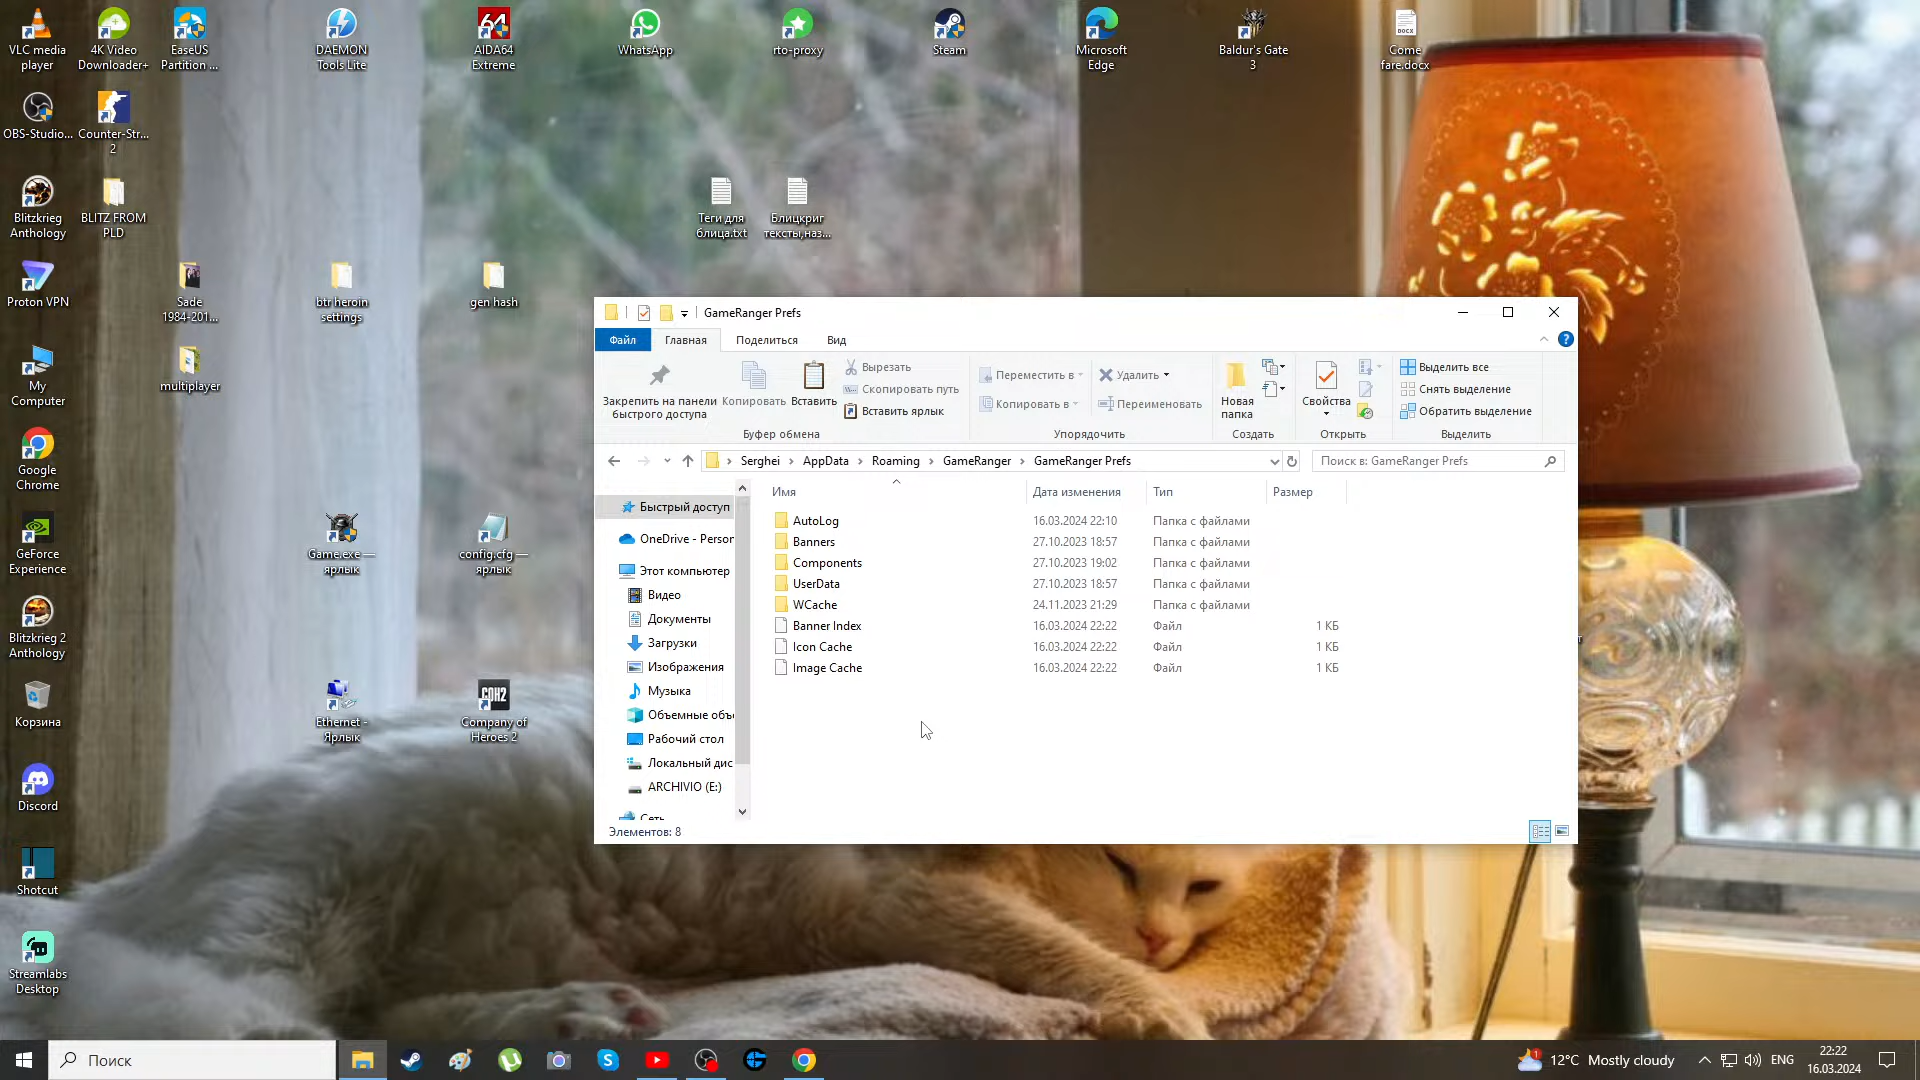 VLC media
player
4K Video
Downloader+
EaseUS
Partition ...
DAEMON
Tools Lite
AIDA64
Extreme
WhatsApp
rto-proxy
Steam
Microsoft
Edge
Baldur's Gate
3
Come
fare.docx
OBS-Studio...
Counter-Str...
2
Blitzkrieg
Anthology
BLITZ FROM
PLD
Теги для
блица.txt
Блицкриг
тексты,наз...
Proton VPN
Sade
1984-201...
btr heroin
settings
gen hash
My
Computer
multiplayer
Google
Chrome
GeForce
Experience
Game.exe —
ярлык
config.cfg —
ярлык
Blitzkrieg 2
Anthology
Корзина
Ethernet -
Ярлык
Company of
Heroes 2
Discord
Shotcut
Streamlabs
Desktop
GameRanger Prefs
Файл
Главная
Поделиться
Вид
Закрепить на панели
быстрого доступа
Копировать
Вставить
Вырезать
Скопировать путь
Вставить ярлык
Буфер обмена
Переместить в
Копировать в
Удалить
Переименовать
Упорядочить
Новая
папка
Создать
Свойства
Открыть
Выделить все
Снять выделение
Обратить выделение
Выделить
Serghei › AppData › Roaming › GameRanger › GameRanger Prefs
Поиск в: GameRanger Prefs
Быстрый доступ
OneDrive - Person
Этот компьютер
Видео
Документы
Загрузки
Изображения
Музыка
Объемные объ
Рабочий стол
Локальный дис
ARCHIVIO (E:)
Сеть
Имя Дата изменения Тип Размер
AutoLog 16.03.2024 22:10 Папка с файлами
Banners 27.10.2023 18:57 Папка с файлами
Components 27.10.2023 19:02 Папка с файлами
UserData 27.10.2023 18:57 Папка с файлами
WCache 24.11.2023 21:29 Папка с файлами
Banner Index 16.03.2024 22:22 Файл 1 КБ
Icon Cache 16.03.2024 22:22 Файл 1 КБ
Image Cache 16.03.2024 22:22 Файл 1 КБ
Элементов: 8
Поиск
12°C Mostly cloudy
ENG
22:22
16.03.2024